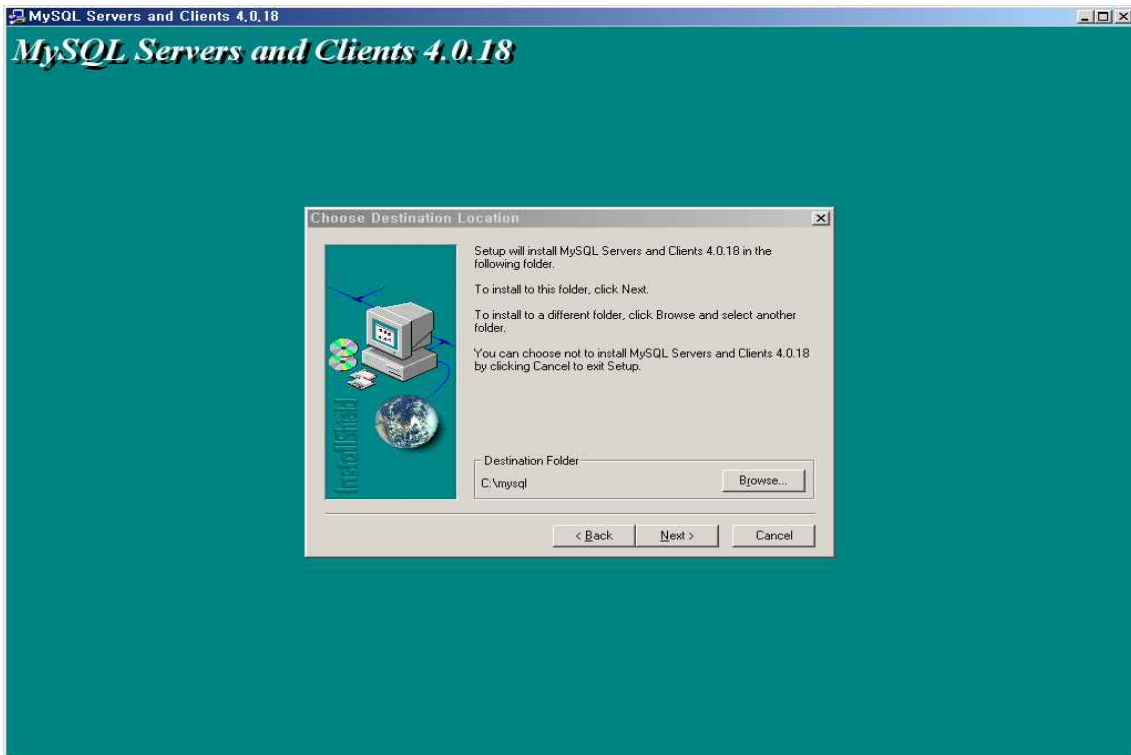 MySQL Servers and Clients 4.0.18
MySQL Servers and Clients 4.0.18
Choose Destination Location
Setup will install MySQL Servers and Clients 4.0.18 in the
following folder.
To install to this folder, click Next.
To install to a different folder, click Browse and select another
folder.
You can choose not to install MySQL Servers and Clients 4.0.18
by clicking Cancel to exit Setup.
InstallShield
Destination Folder
C:\mysql
Browse...
< Back
Next >
Cancel